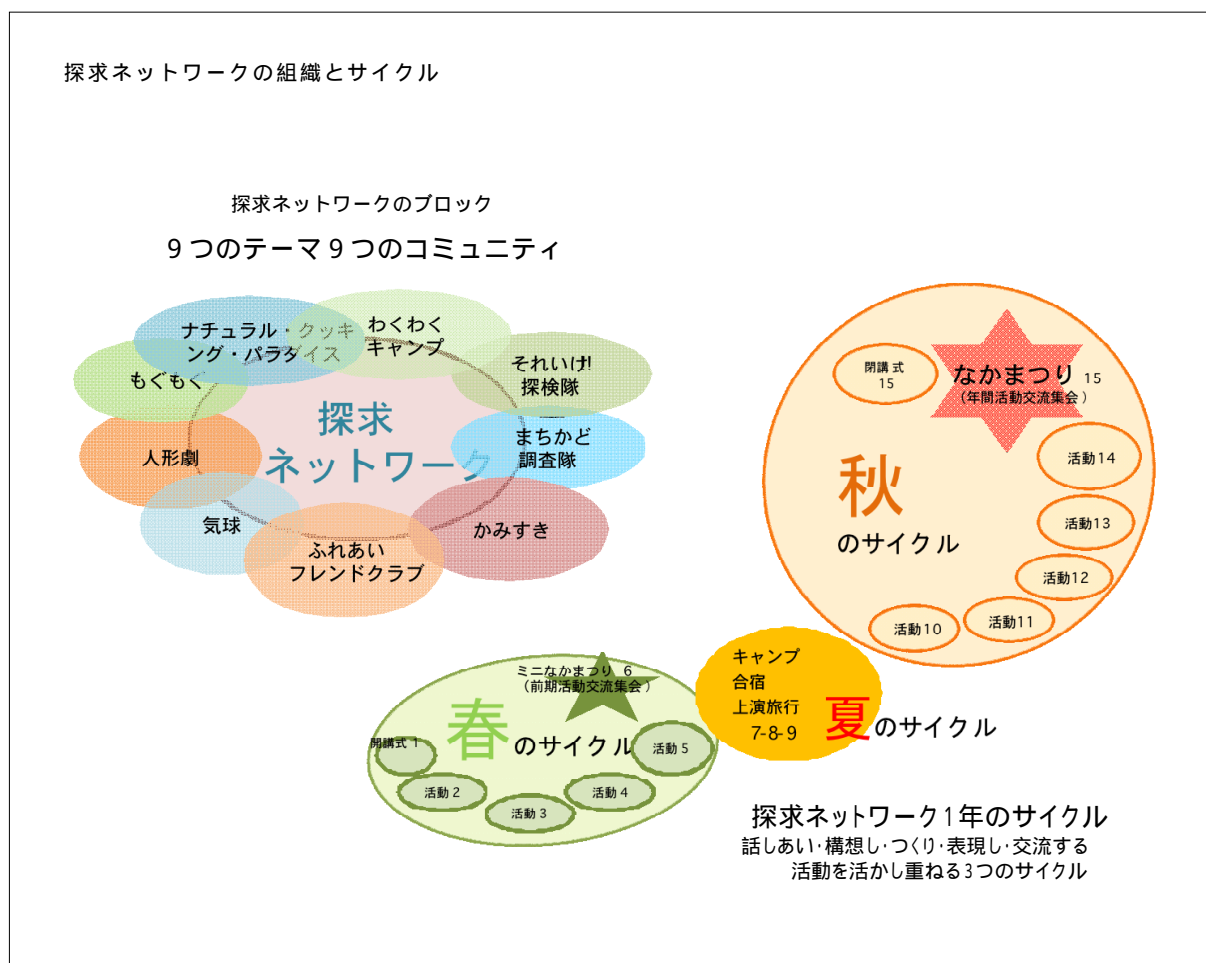 探求ネットワークの組織とサイクル
探求ネットワークのブロック
9つのテーマ9つのコミュニティ
ナチュラル・クッキ
ング・パラダイス
わくわく
キャンプ
それいけ!
探検隊
もぐもぐ
探求
ネットワーク
まちかど
調査隊
人形劇
気球
かみすき
ふれあい
フレンドクラブ
閉講式
15
なかまつり 15
(年間活動交流集会)
活動14
秋
のサイクル
活動13
活動12
活動11
活動10
ミニなかまつり 6
(前期活動交流集会)
春のサイクル
開講式 1
活動2
活動3
活動4
活動5
キャンプ
合宿
上演旅行
7-8-9
夏のサイクル
探求ネットワーク1年のサイクル
話しあい・構想し・つくり・表現し・交流する
活動を活かし重ねる3つのサイクル